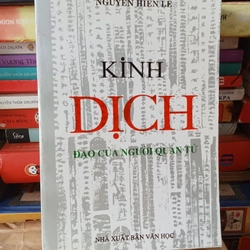 NGUYỄN HIẾN LÊ
KINH
DỊCH
ĐẠO CỦA NGƯỜI QUÂN TỬ
NHÀ XUẤT BẢN VĂN HỌC